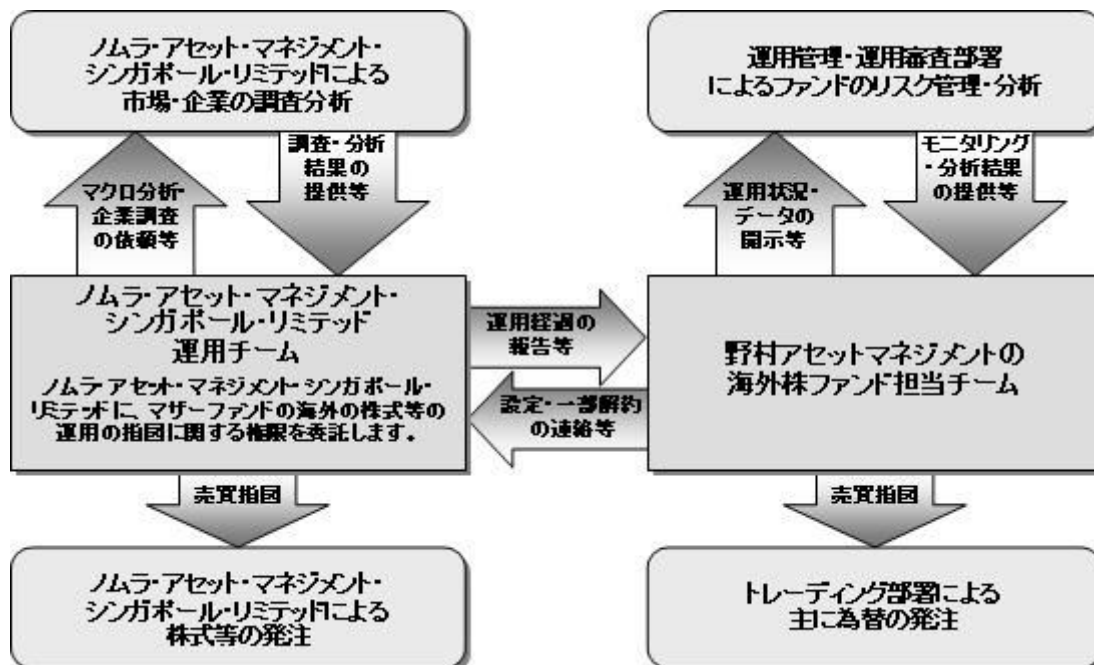 ノムラ・アセット・マネジメント・
シンガポール・リミテッドによる
市場・企業の調査分析
運用管理・運用審査部署
によるファンドのリスク管理・分析
マクロ分析・
企業調査
の依頼等
調査・分析
結果の
提供等
運用状況・
データの
開示等
モニタリング
・分析結果
の提供等
ノムラ・アセット・マネジメント・
シンガポール・リミテッド
運用チーム
ノムラ・アセット・マネジメント・シンガポール・
リミテッドに、マザーファンドの海外の株式等の
運用の指図に関する権限を委託します。
運用経過の
報告等
設定・一部解約
の連絡等
野村アセットマネジメントの
海外株ファンド担当チーム
売買指図
売買指図
ノムラ・アセット・マネジメント・
シンガポール・リミテッドによる
株式等の発注
トレーディング部署による
主に為替の発注